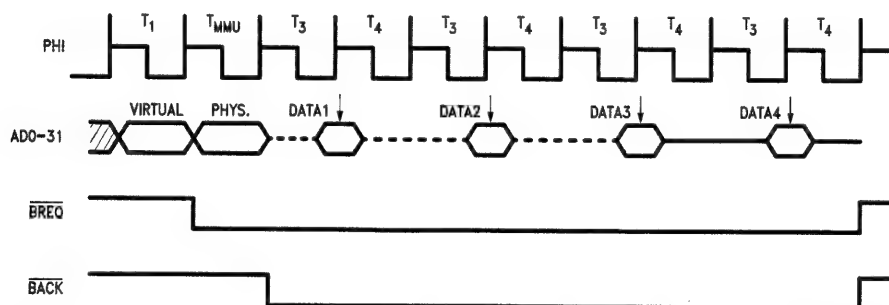 T1 TMMU T3 T4 T3 T4 T3 T4 T3 T4
PHI
VIRTUAL PHYS. DATA1 DATA2 DATA3 DATA4
AD0-31
BREQ
BACK